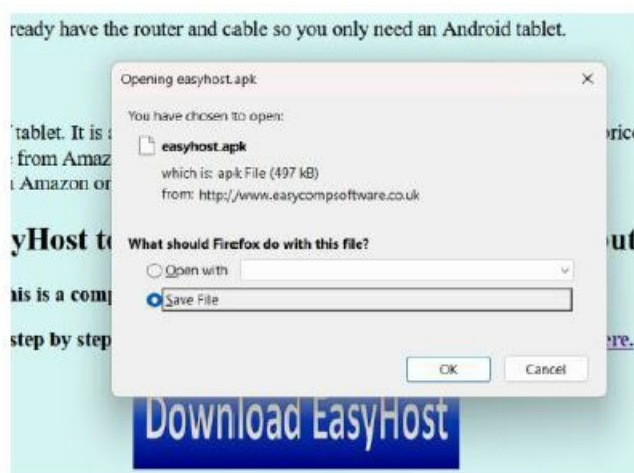 ready have the router and cable so you only need an Android tablet.
Opening easyhost.apk
You have chosen to open:
tablet. It is
easyhost.apk
from Amaz
which is: apk File (497 kB)
Amazon or
from: http://www.easycompsoftware.co.uk
yHost to
What should Firefox do with this file?
out
Open with
his is a comp
Save File
step by step
ere.
OK
Cancel
Download EasyHost